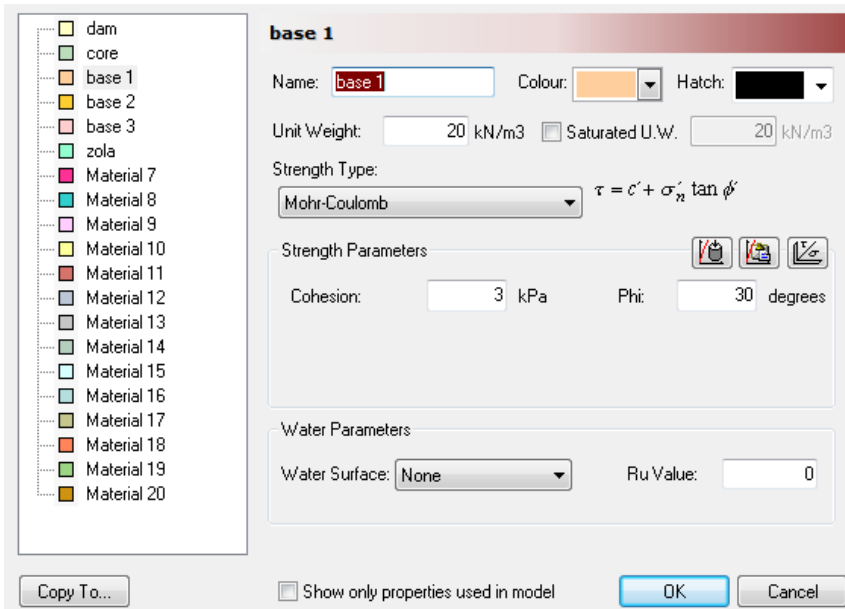 dam
core
base 1
base 2
base 3
zola
Material 7
Material 8
Material 9
Material 10
Material 11
Material 12
Material 13
Material 14
Material 15
Material 16
Material 17
Material 18
Material 19
Material 20
Copy To...
base 1
Name: base 1 Colour: Hatch:
Unit Weight: 20 kN/m3 Saturated U.W. 20 kN/m3
Strength Type:
Mohr-Coulomb τ = c′ + σ′n tan ϕ′
Strength Parameters
Cohesion: 3 kPa Phi: 30 degrees
Water Parameters
Water Surface: None Ru Value: 0
Show only properties used in model OK Cancel